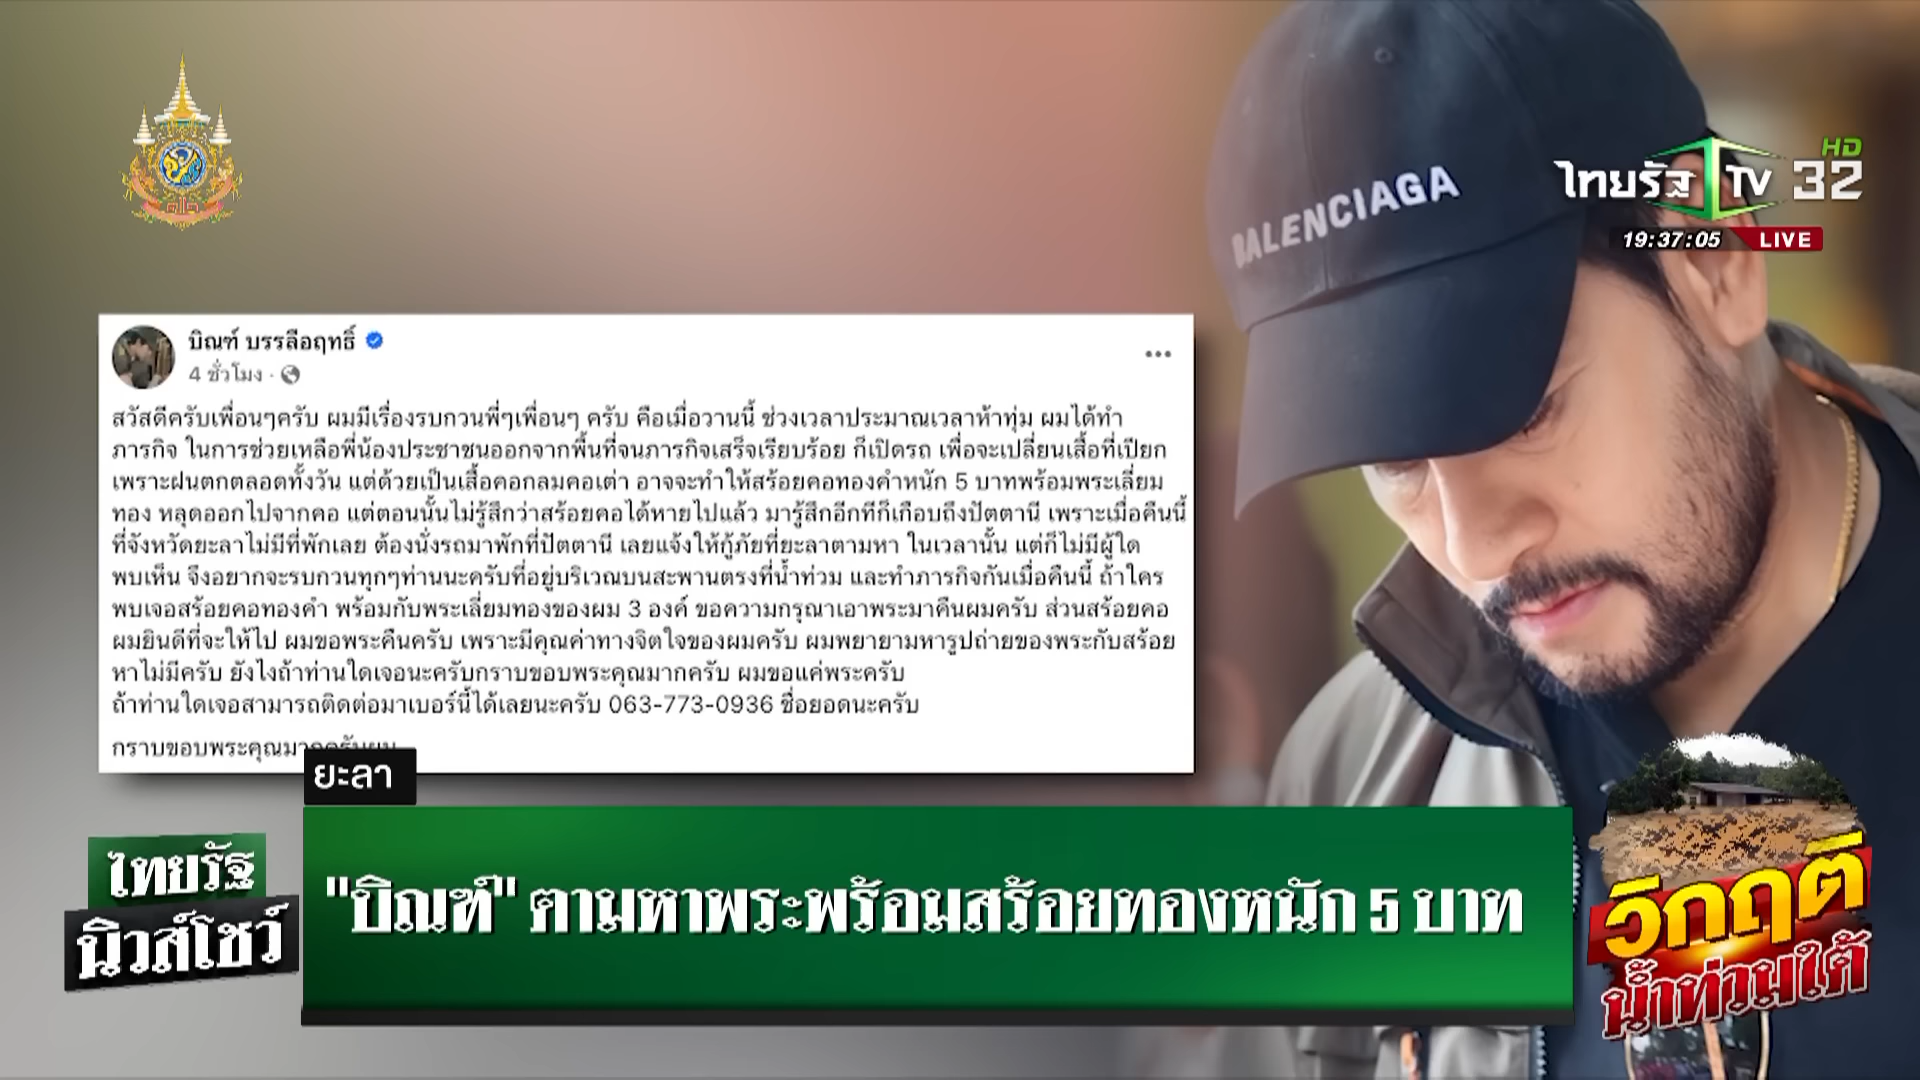 BALENCIAGA
HD
ไทยรัฐ TV 32
19:37:05 LIVE
บิณฑ์ บรรลือฤทธิ์
4 ชั่วโมง ·
สวัสดีครับเพื่อนๆครับ ผมมีเรื่องรบกวนพี่ๆเพื่อนๆ ครับ คือเมื่อวานนี้ ช่วงเวลาประมาณเวลาห้าทุ่ม ผมได้ทำ
ภารกิจ ในการช่วยเหลือพี่น้องประชาชนออกจากพื้นที่จนภารกิจเสร็จเรียบร้อย ก็เปิดรถ เพื่อจะเปลี่ยนเสื้อที่เปียก
เพราะฝนตกตลอดทั้งวัน แต่ด้วยเป็นเสื้อคอกลมคอเต่า อาจจะทำให้สร้อยคอทองคำหนัก 5 บาทพร้อมพระเลี่ยม
ทอง หลุดออกไปจากคอ แต่ตอนนั้นไม่รู้สึกว่าสร้อยคอได้หายไปแล้ว มารู้สึกอีกทีก็เกือบถึงปัตตานี เพราะเมื่อคืนนี้
ที่จังหวัดยะลาไม่มีที่พักเลย ต้องนั่งรถมาพักที่ปัตตานี เลยแจ้งให้กู้ภัยที่ยะลาตามหา ในเวลานั้น แต่ก็ไม่มีผู้ใด
พบเห็น จึงอยากจะรบกวนทุกๆท่านนะครับที่อยู่บริเวณบนสะพานตรงที่น้ำท่วม และทำภารกิจกันเมื่อคืนนี้ ถ้าใคร
พบเจอสร้อยคอทองคำ พร้อมกับพระเลี่ยมทองของผม 3 องค์ ขอความกรุณาเอาพระมาคืนผมครับ ส่วนสร้อยคอ
ผมยินดีที่จะให้ไป ผมขอพระคืนครับ เพราะมีคุณค่าทางจิตใจของผมครับ ผมพยายามหารูปถ่ายของพระกับสร้อย
หาไม่มีครับ ยังไงถ้าท่านใดเจอนะครับกราบขอบพระคุณมากครับ ผมขอแค่พระครับ
ถ้าท่านใดเจอสามารถติดต่อมาเบอร์นี้ได้เลยนะครับ 063-773-0936 ชื่อยอดนะครับ
กราบขอบพระคุณมากครับผม
ยะลา
ไทยรัฐ
นิวส์โชว์
"บิณฑ์" ตามหาพระพร้อมสร้อยทองหนัก 5 บาท
วิกฤติ
น้ำท่วมใต้